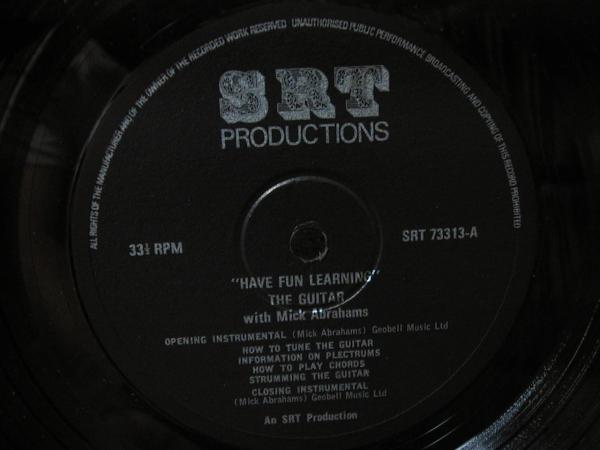 ALL RIGHTS OF THE MANUFACTURER AND OF THE OWNER OF THE RECORDED WORK RESERVED UNAUTHORISED PUBLIC PERFORMANCE BROADCASTING AND COPYING OF THIS RECORD PROHIBITED
SRT
PRODUCTIONS
33⅓ RPM
SRT 73313-A
"HAVE FUN LEARNING"
THE GUITAR
with Mick Abrahams
OPENING INSTRUMENTAL (Mick Abrahams) Geobell Music Ltd
HOW TO TUNE THE GUITAR
INFORMATION ON PLECTRUMS
HOW TO PLAY CHORDS
STRUMMING THE GUITAR
CLOSING INSTRUMENTAL
(Mick Abrahams) Geobell Music Ltd
An SRT Production